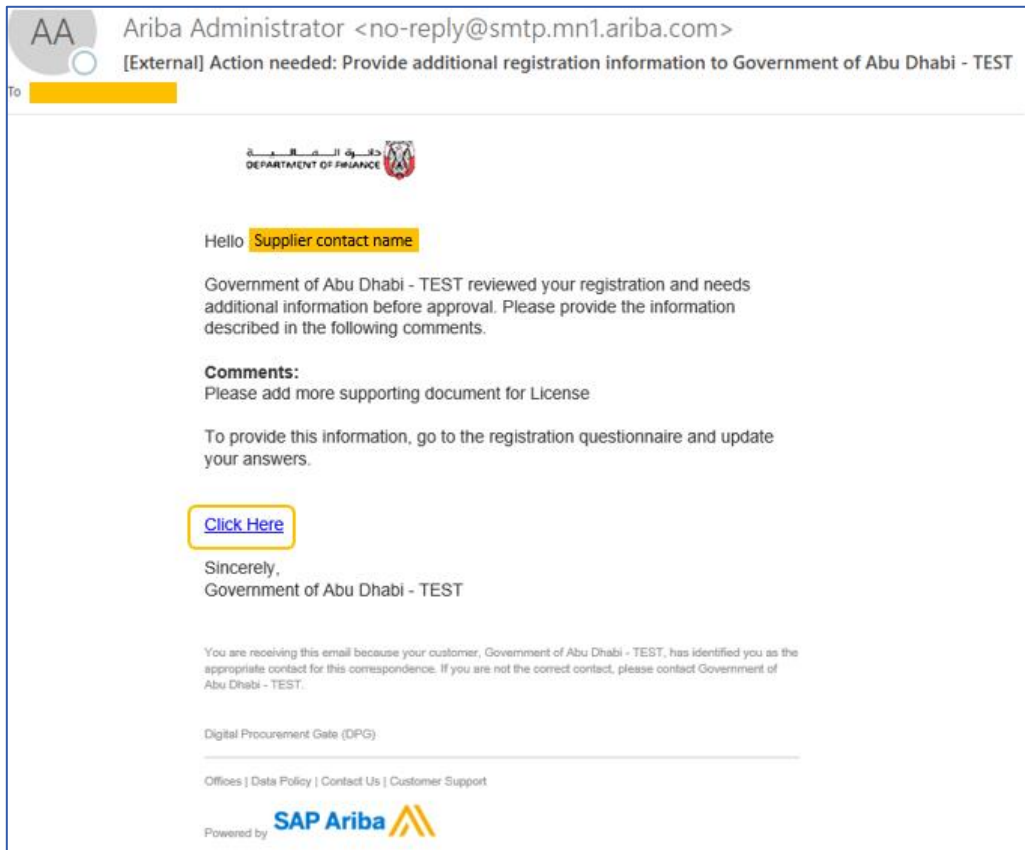 AA
Ariba Administrator <no-reply@smtp.mn1.ariba.com>
[External] Action needed: Provide additional registration information to Government of Abu Dhabi - TEST
To
دائــرة الــمــالــيــة
DEPARTMENT OF FINANCE
Hello Supplier contact name
Government of Abu Dhabi - TEST reviewed your registration and needs
additional information before approval. Please provide the information
described in the following comments.
Comments:
Please add more supporting document for License
To provide this information, go to the registration questionnaire and update
your answers.
Click Here
Sincerely,
Government of Abu Dhabi - TEST
You are receiving this email because your customer, Government of Abu Dhabi - TEST, has identified you as the
appropriate contact for this correspondence. If you are not the correct contact, please contact Government of
Abu Dhabi - TEST.
Digital Procurement Gate (DPG)
Offices | Data Policy | Contact Us | Customer Support
Powered by SAP Ariba